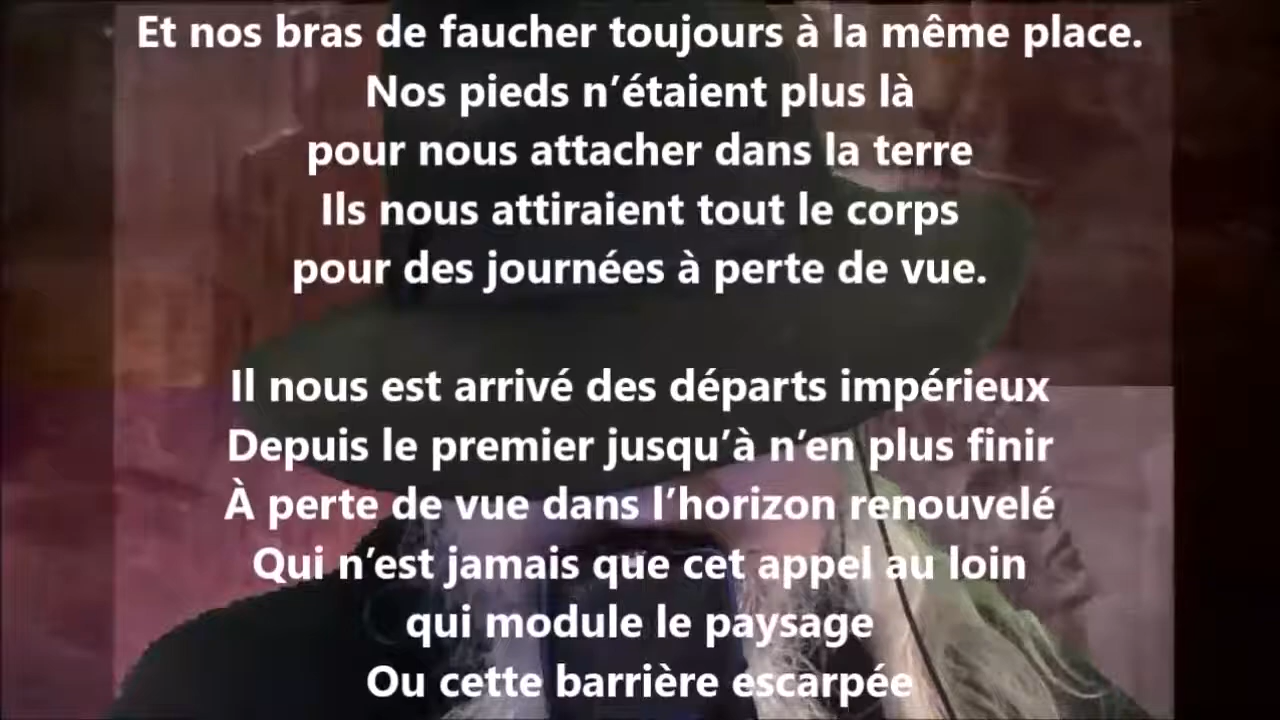 Et nos bras de faucher toujours à la même place.
Nos pieds n’étaient plus là
pour nous attacher dans la terre
Ils nous attiraient tout le corps
pour des journées à perte de vue.
Il nous est arrivé des départs impérieux
Depuis le premier jusqu’à n’en plus finir
À perte de vue dans l’horizon renouvelé
Qui n’est jamais que cet appel au loin
qui module le paysage
Ou cette barrière escarpée